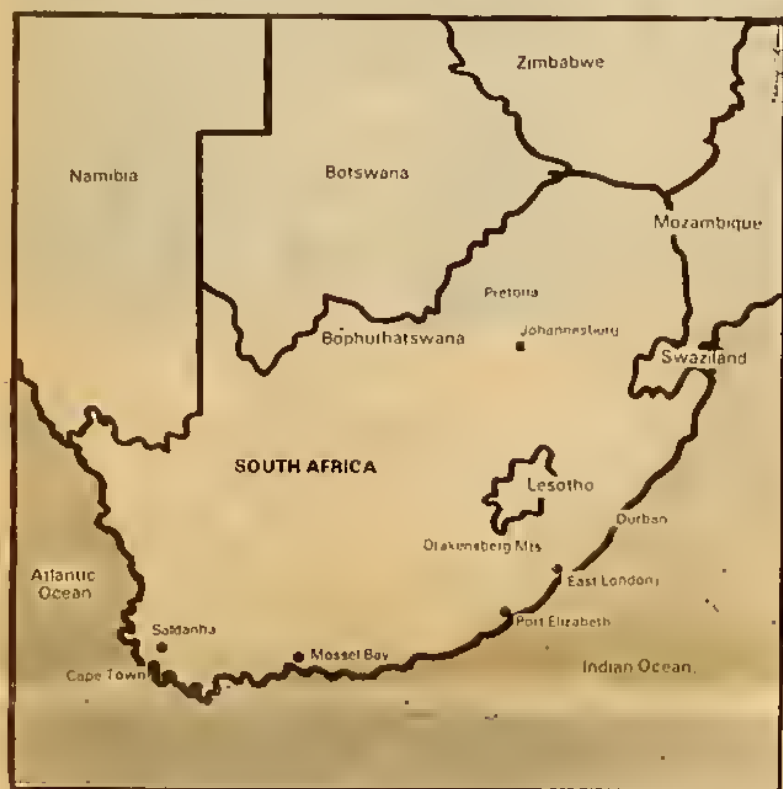 Zimbabwe
Namibia
Botswana
Mozambique
Pretoria
Johannesburg
Bophuthatswana
Swaziland
SOUTH AFRICA
Lesotho
Durban
Drakensberg Mts
Atlantic
Ocean
East London
Port Elizabeth
Saldanha
Mossel Bay
Cape Town
Indian Ocean